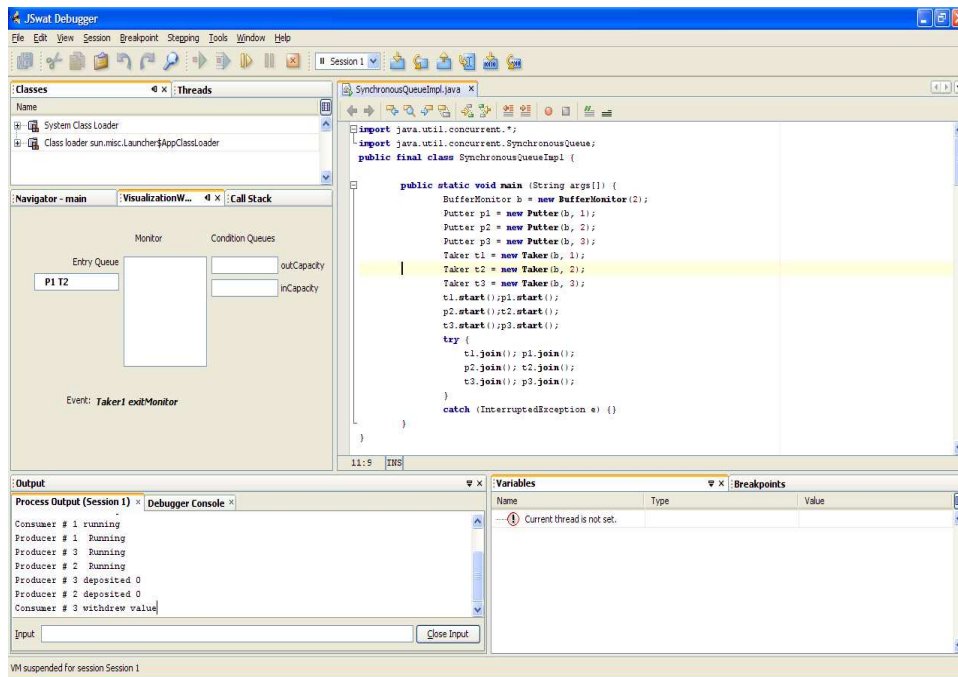 JSwat Debugger
File Edit View Session Breakpoint Stepping Tools Window Help
Session 1
Classes
Threads
Name
System Class Loader
Class loader sun.misc.Launcher$AppClassLoader
Navigator - main
VisualizationW...
Call Stack
Monitor
Condition Queues
Entry Queue
P1 T2
outCapacity
inCapacity
Event: Taker1 exitMonitor
SynchronousQueueImpl.java
import java.util.concurrent.*;
import java.util.concurrent.SynchronousQueue;
public final class SynchronousQueueImpl {
public static void main (String args[]) {
BufferMonitor b = new BufferMonitor(2);
Putter p1 = new Putter(b, 1);
Putter p2 = new Putter(b, 2);
Putter p3 = new Putter(b, 3);
Taker t1 = new Taker(b, 1);
Taker t2 = new Taker(b, 2);
Taker t3 = new Taker(b, 3);
t1.start();p1.start();
p2.start();t2.start();
t3.start();p3.start();
try {
t1.join(); p1.join();
p2.join(); t2.join();
t3.join(); p3.join();
}
catch (InterruptedException e) {}
}
}
11:9 INS
Output
Process Output (Session 1)
Debugger Console
Consumer # 1 running
Producer # 1 Running
Producer # 3 Running
Producer # 2 Running
Producer # 3 deposited 0
Producer # 2 deposited 0
Consumer # 3 withdrew value
Input
Close Input
Variables
Breakpoints
Name Type Value
Current thread is not set.
VM suspended for session Session 1